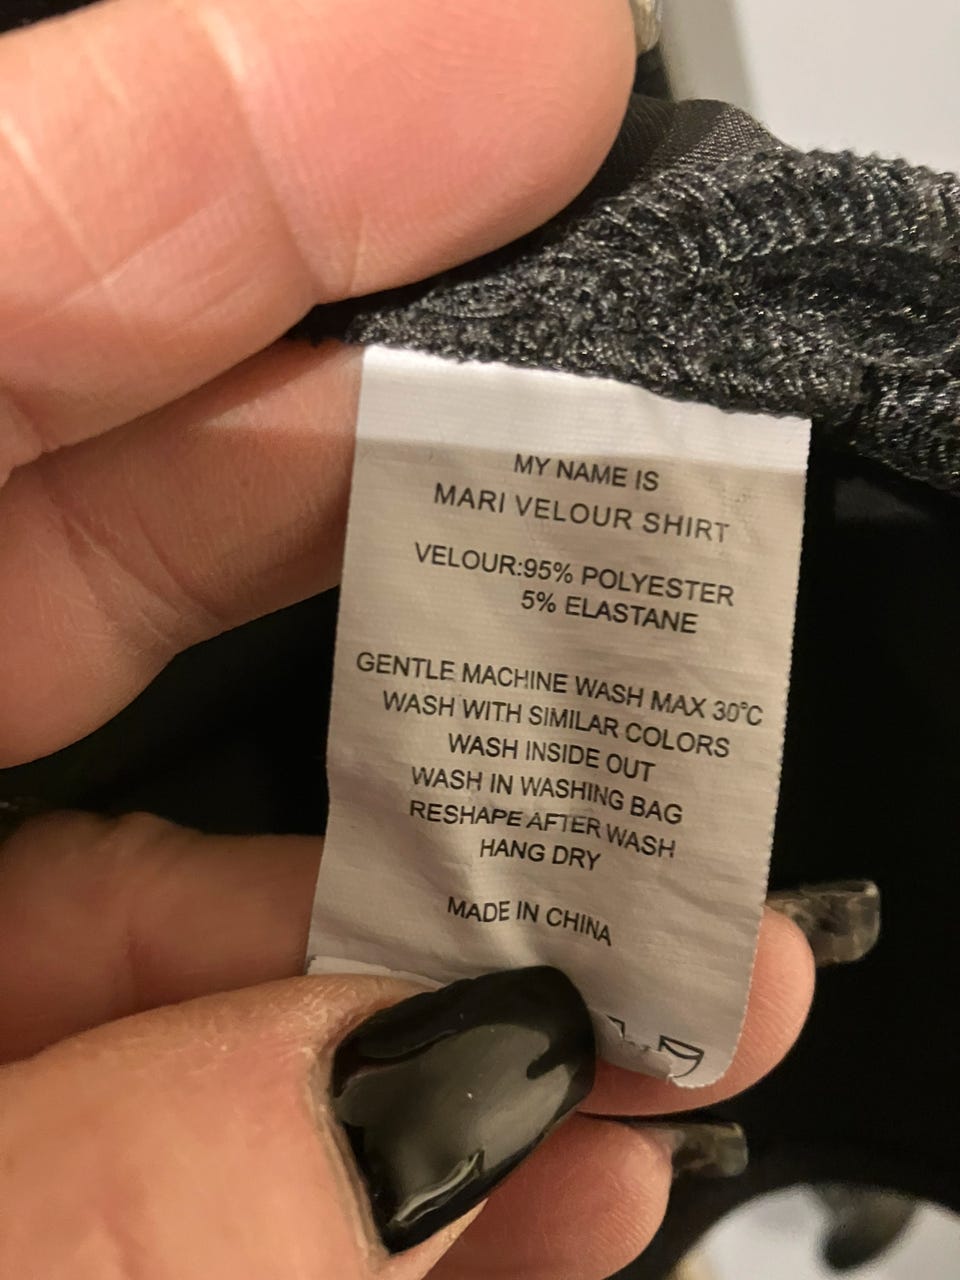 MY NAME IS
MARI VELOUR SHIRT
VELOUR:95% POLYESTER
5% ELASTANE
GENTLE MACHINE WASH MAX 30°C
WASH WITH SIMILAR COLORS
WASH INSIDE OUT
WASH IN WASHING BAG
RESHAPE AFTER WASH
HANG DRY
MADE IN CHINA